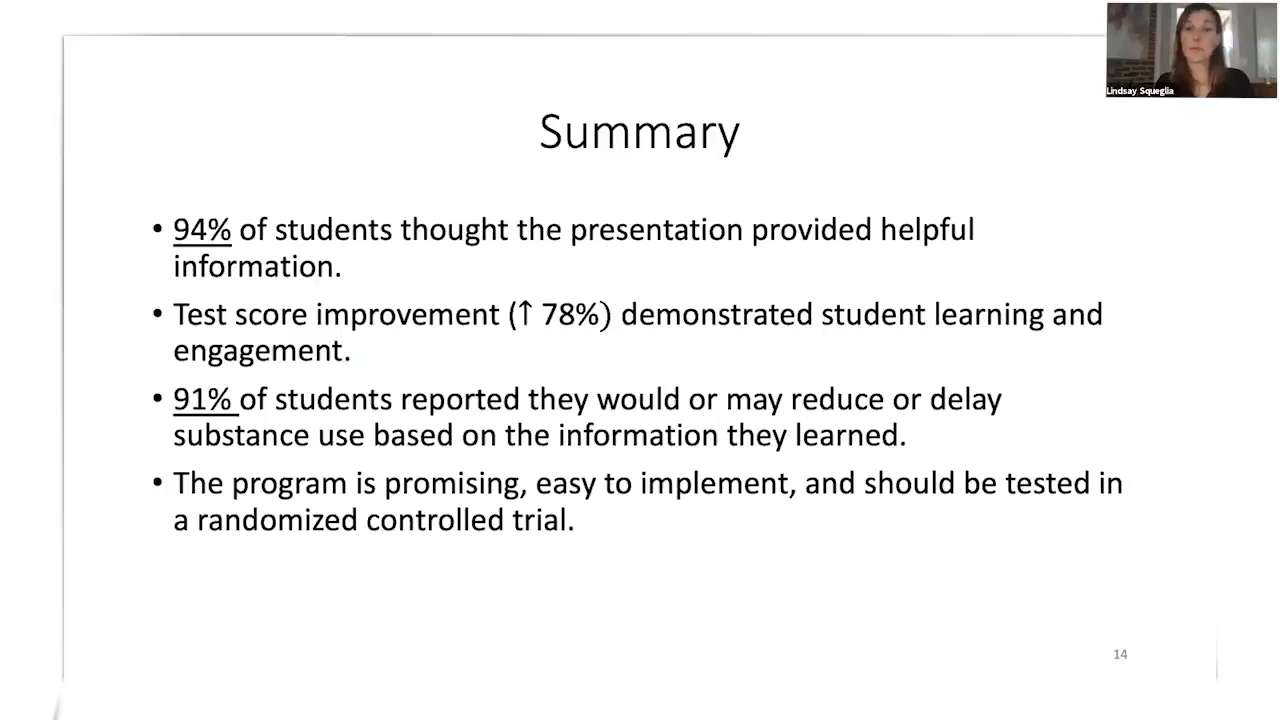 Lindsay Squeglia
Summary
• 94% of students thought the presentation provided helpful
information.
• Test score improvement (↑ 78%) demonstrated student learning and
engagement.
• 91% of students reported they would or may reduce or delay
substance use based on the information they learned.
• The program is promising, easy to implement, and should be tested in
a randomized controlled trial.
14